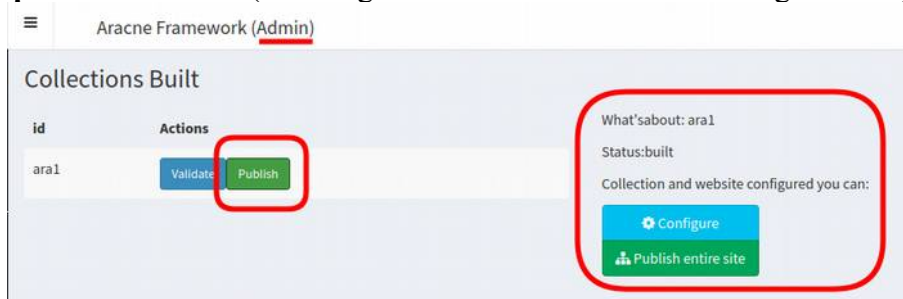 Aracne Framework (Admin)
Collections Built
id Actions
ara1 Validate Publish
What'sabout: ara1
Status:built
Collection and website configured you can:
Configure
Publish entire site